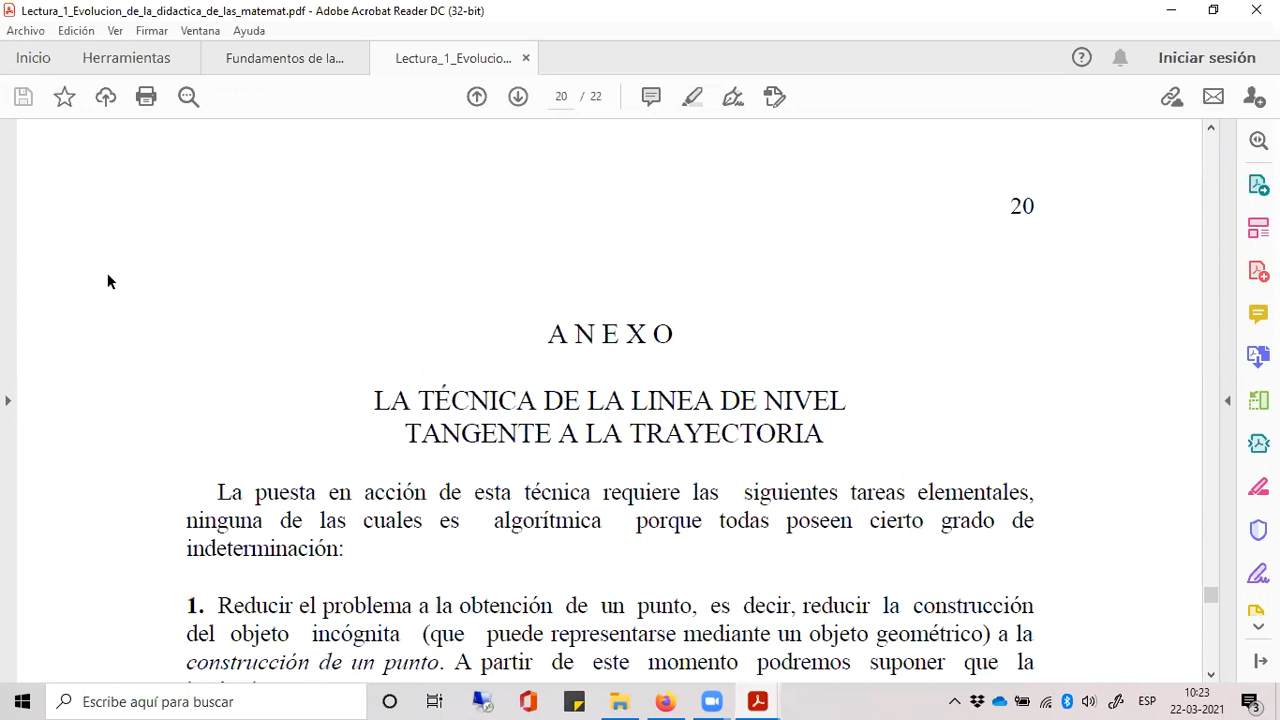 Lectura_1_Evolucion_de_la_didactica_de_las_matemat.pdf - Adobe Acrobat Reader DC (32-bit)
Archivo Edición Ver Firmar Ventana Ayuda
Inicio Herramientas Fundamentos de la... Lectura_1_Evolucio... ×
Iniciar sesión
20 / 22
20
A N E X O
LA TÉCNICA DE LA LINEA DE NIVEL
TANGENTE A LA TRAYECTORIA
La puesta en acción de esta técnica requiere las siguientes tareas elementales,
ninguna de las cuales es algorítmica porque todas poseen cierto grado de
indeterminación:
1. Reducir el problema a la obtención de un punto, es decir, reducir la construcción
del objeto incógnita (que puede representarse mediante un objeto geométrico) a la
construcción de un punto. A partir de este momento podremos suponer que la
Escribe aquí para buscar
ESP
10:23
22-03-2021
3